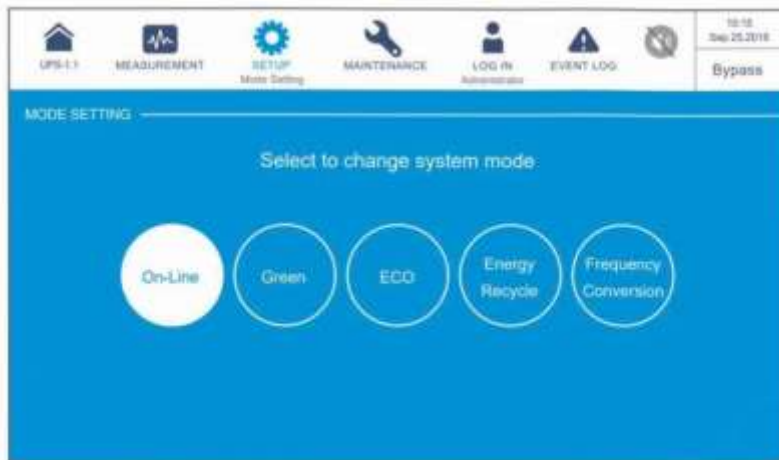 10:10
Sep 25,2016
UPS-1.1
MEASUREMENT
SETUP
Mode Setting
MAINTENANCE
LOG IN
Administrator
EVENT LOG
Bypass
MODE SETTING
Select to change system mode
On-Line
Green
ECO
Energy
Recycle
Frequency
Conversion